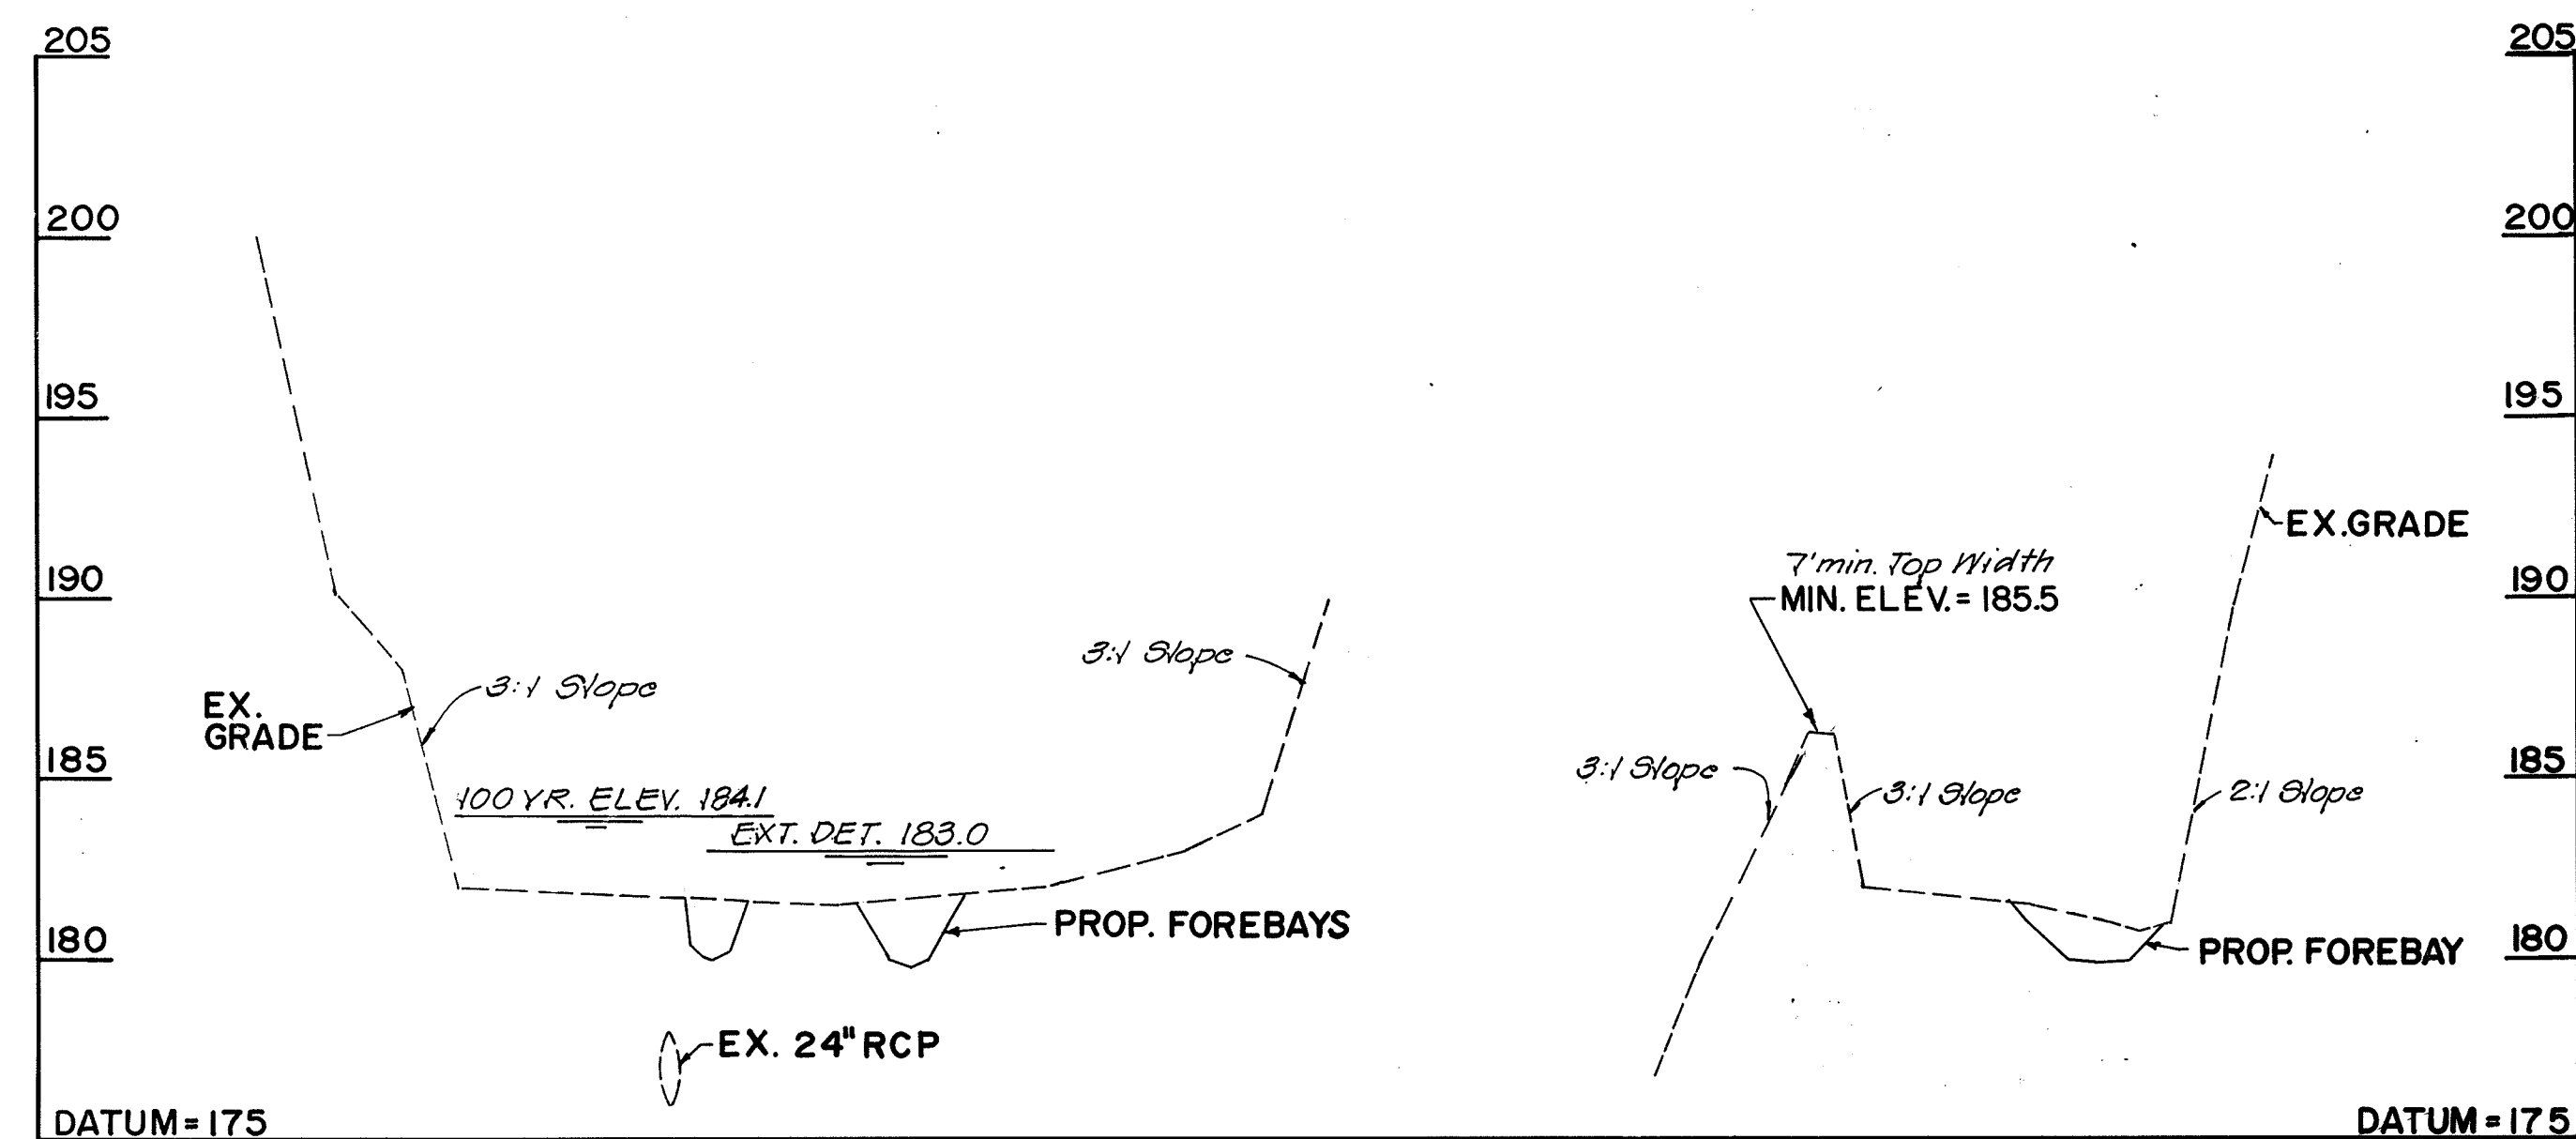 205
200
195
190
185
180
DATUM = 175
EX.
GRADE
3:1 Slope
100 YR. ELEV. 184.1
EXT. DET. 183.0
3:1 Slope
PROP. FOREBAYS
EX. 24" RCP
7' min. Top Width
MIN. ELEV. = 185.5
3:1 Slope
3:1 Slope
2:1 Slope
EX. GRADE
PROP. FOREBAY
205
200
195
190
185
180
DATUM = 175